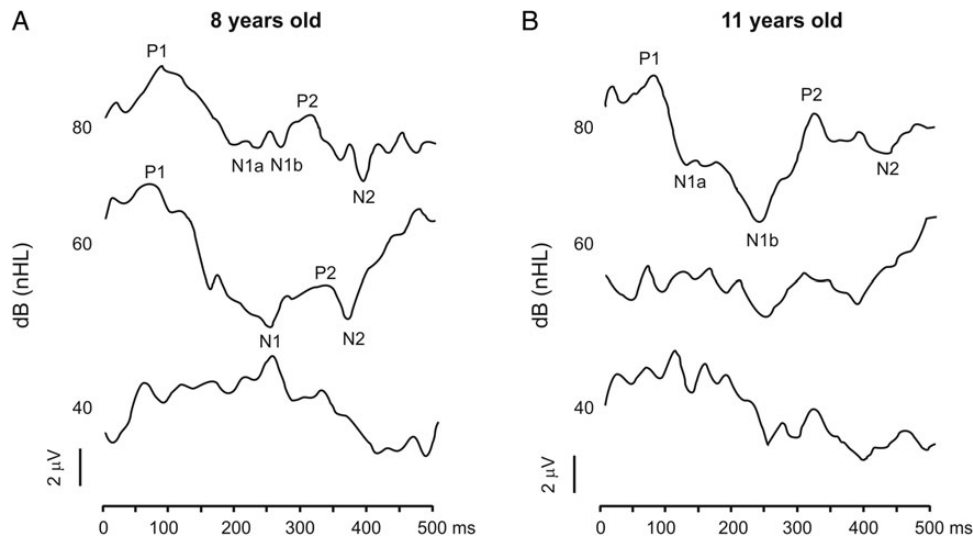 A
8 years old
P1
P2
80
N1a
N1b
N2
P1
60
P2
dB (nHL)
N1
N2
40
2 μV
0 100 200 300 400 500 ms
B
11 years old
P1
P2
80
N1a
N2
N1b
60
dB (nHL)
40
2 μV
0 100 200 300 400 500 ms